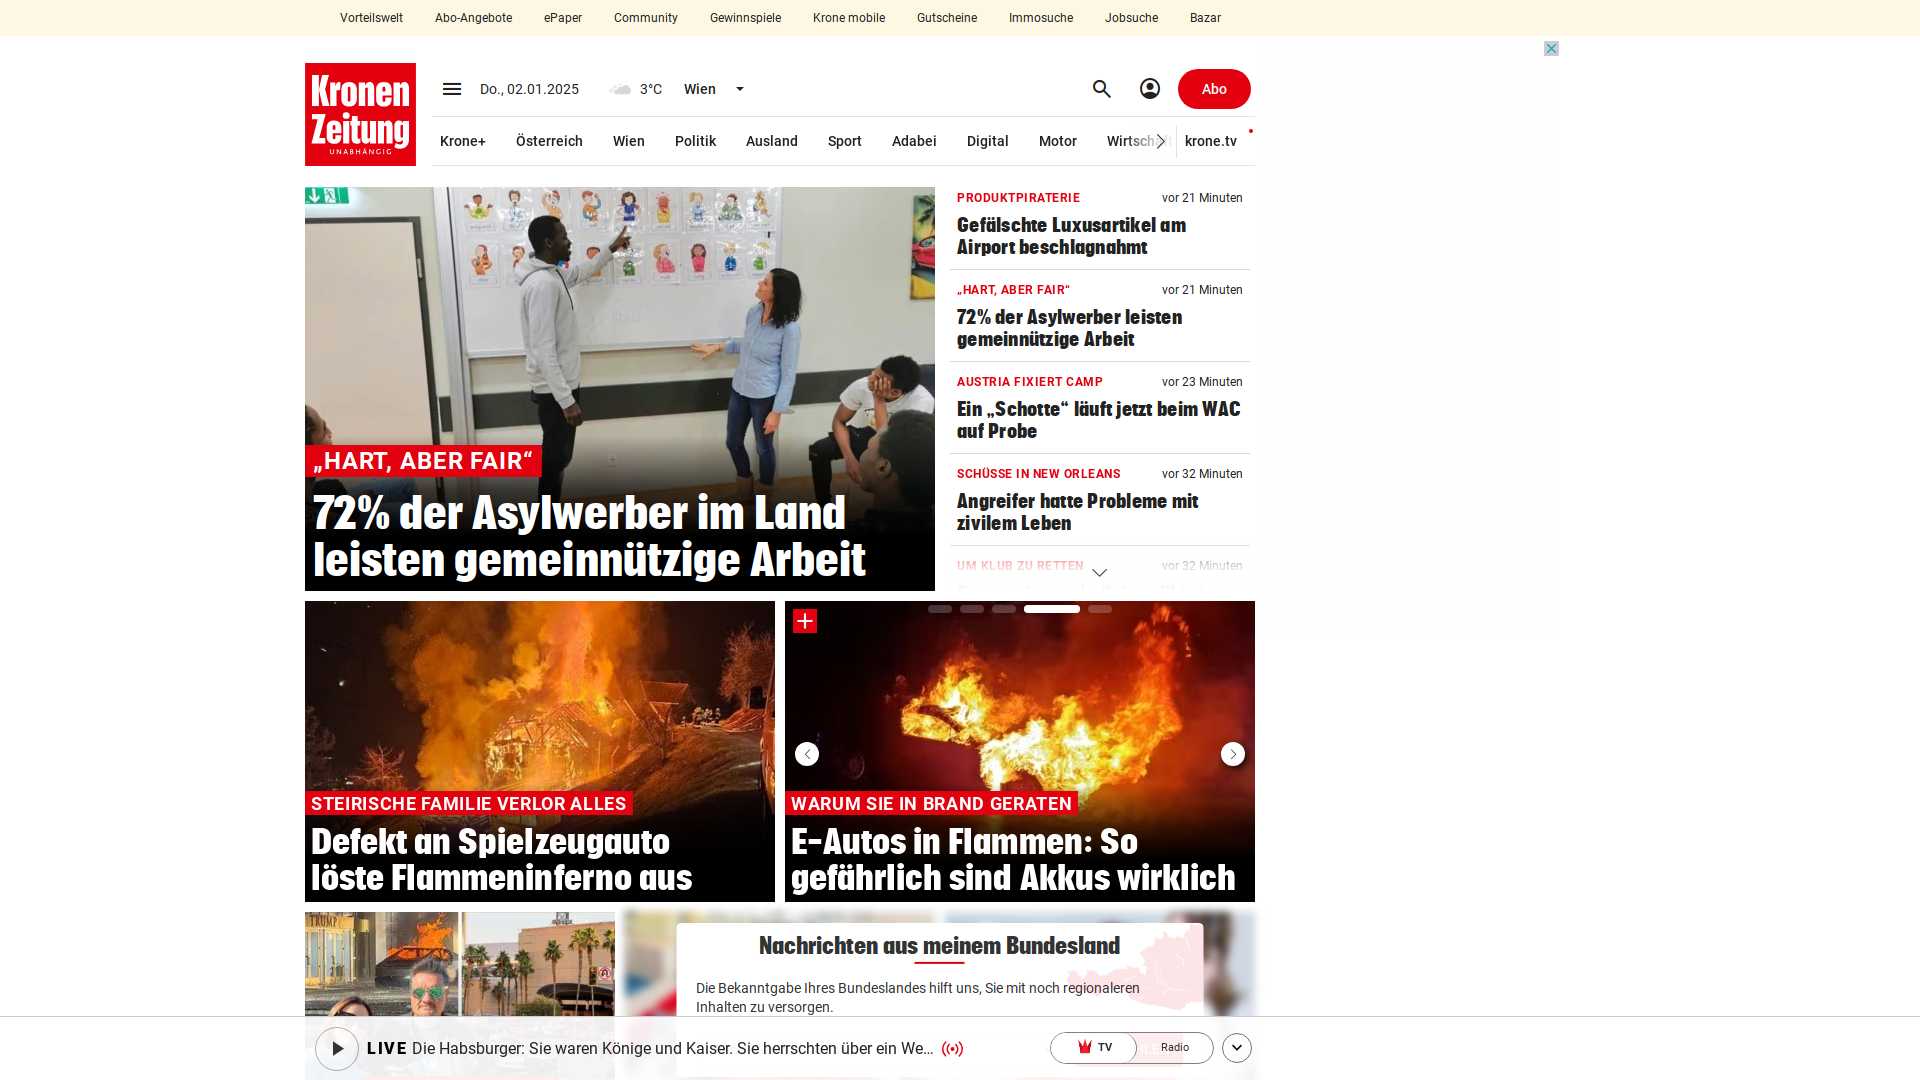 Vorteilswelt
Abo-Angebote
ePaper
Community
Gewinnspiele
Krone mobile
Gutscheine
Immosuche
Jobsuche
Bazar
Kronen
Zeitung
UNABHÄNGIG
Do., 02.01.2025
3°C
Wien
Abo
Krone+
Österreich
Wien
Politik
Ausland
Sport
Adabei
Digital
Motor
krone.tv
„HART, ABER FAIR“
72% der Asylwerber im Land
leisten gemeinnützige Arbeit
PRODUKTPIRATERIE
vor 21 Minuten
Gefälschte Luxusartikel am
Airport beschlagnahmt
„HART, ABER FAIR“
vor 21 Minuten
72% der Asylwerber leisten
gemeinnützige Arbeit
AUSTRIA FIXIERT CAMP
vor 23 Minuten
Ein „Schotte“ läuft jetzt beim WAC
auf Probe
SCHÜSSE IN NEW ORLEANS
vor 32 Minuten
Angreifer hatte Probleme mit
zivilem Leben
UM KLUB ZU RETTEN
vor 32 Minuten
STEIRISCHE FAMILIE VERLOR ALLES
Defekt an Spielzeugauto
löste Flammeninferno aus
WARUM SIE IN BRAND GERATEN
E-Autos in Flammen: So
gefährlich sind Akkus wirklich
TRUMP
Nachrichten aus meinem Bundesland
Die Bekanntgabe Ihres Bundeslandes hilft uns, Sie mit noch regionaleren
Inhalten zu versorgen.
LIVE Die Habsburger: Sie waren Könige und Kaiser. Sie herrschten über ein We...
TV
Radio